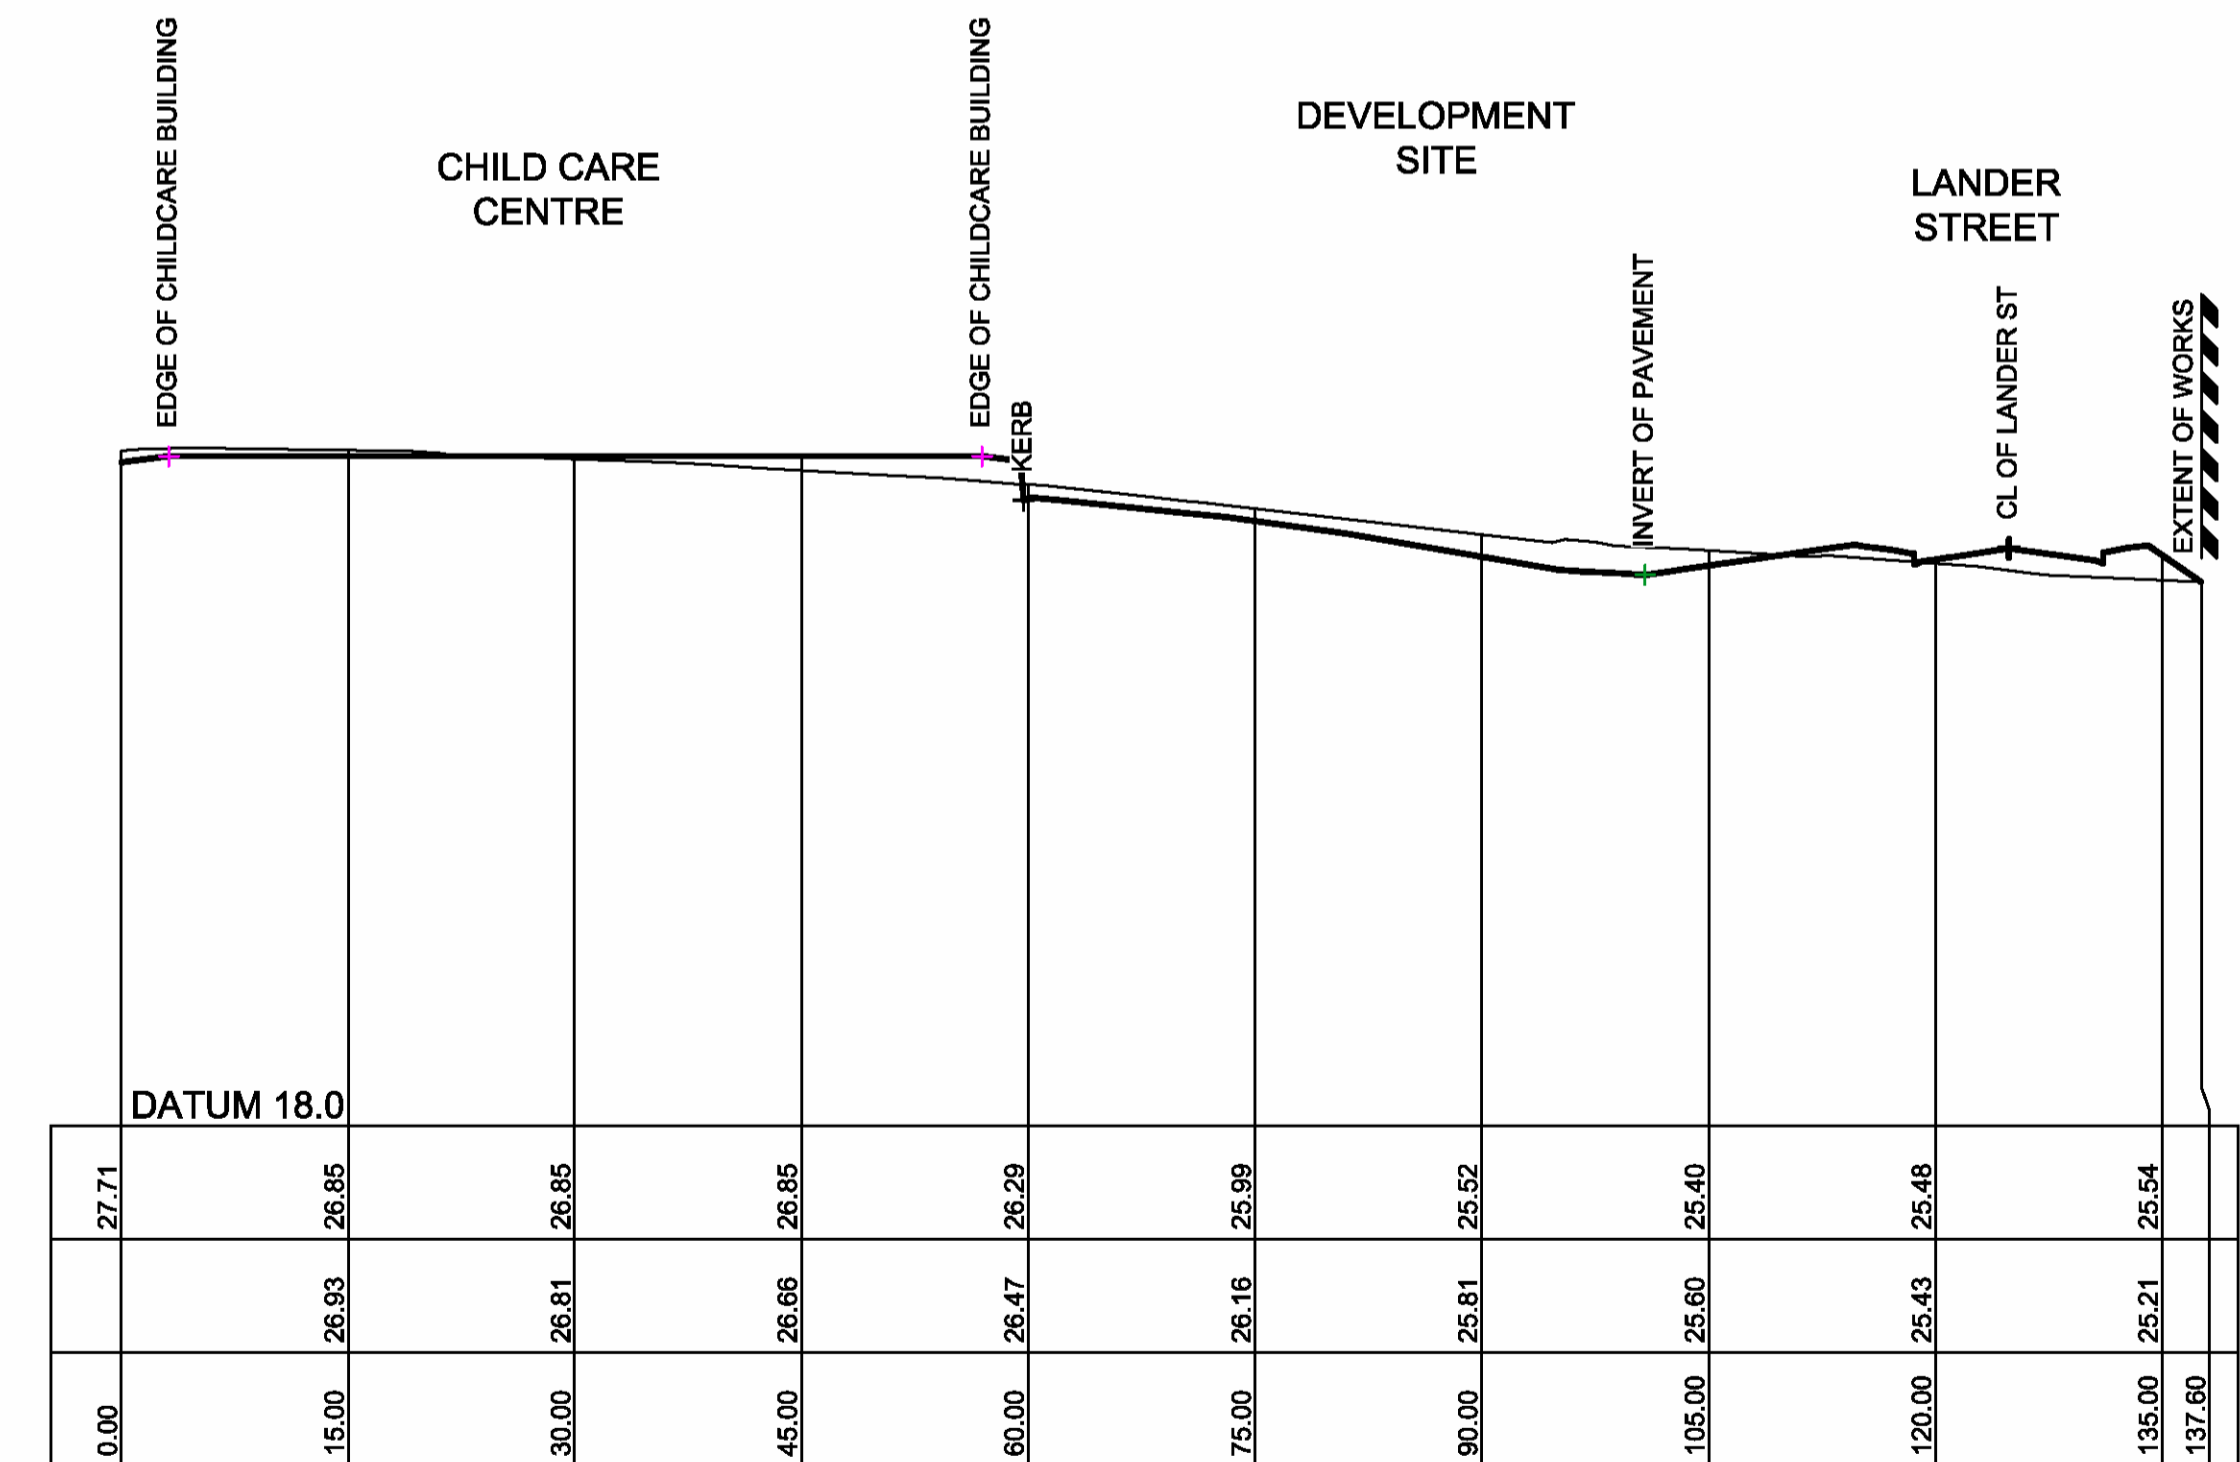 EDGE OF CHILDCARE BUILDING
CHILD CARE
CENTRE
EDGE OF CHILDCARE BUILDING
KERB
DEVELOPMENT
SITE
INVERT OF PAVEMENT
LANDER
STREET
CL OF LANDER ST
EXTENT OF WORKS
DATUM 18.0
27.71 26.85 26.85 26.85 26.29 25.99 25.52 25.40 25.48 25.54
26.93 26.81 26.66 26.47 26.16 25.81 25.60 25.43 25.21
0.00 15.00 30.00 45.00 60.00 75.00 90.00 105.00 120.00 135.00 137.60